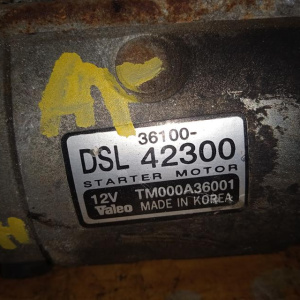 36100-
DSL 42300
STARTER MOTOR
12V TM000A36001
Valeo MADE IN KOREA